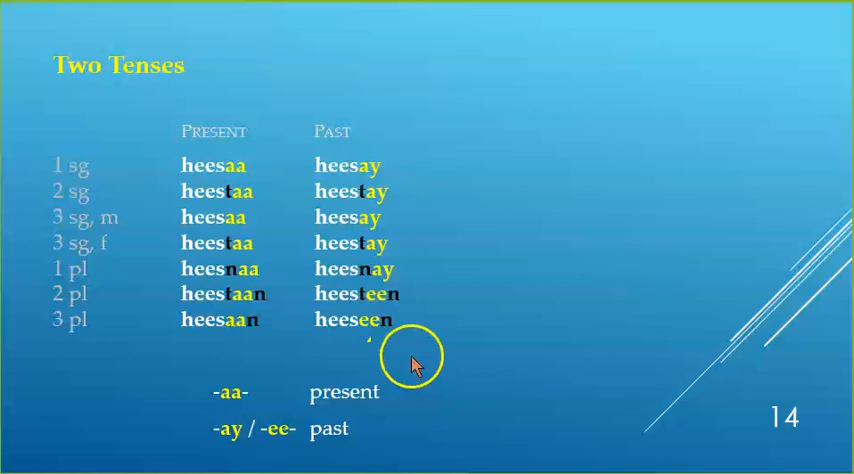 Two Tenses
PRESENT PAST
1 sg heesaa heesay
2 sg heestaa heestay
3 sg, m heesaa heesay
3 sg, f heestaa heestay
1 pl heesnaa heesnay
2 pl heestaan heesteen
3 pl heesaan heeseen
-aa- present
-ay / -ee- past
14